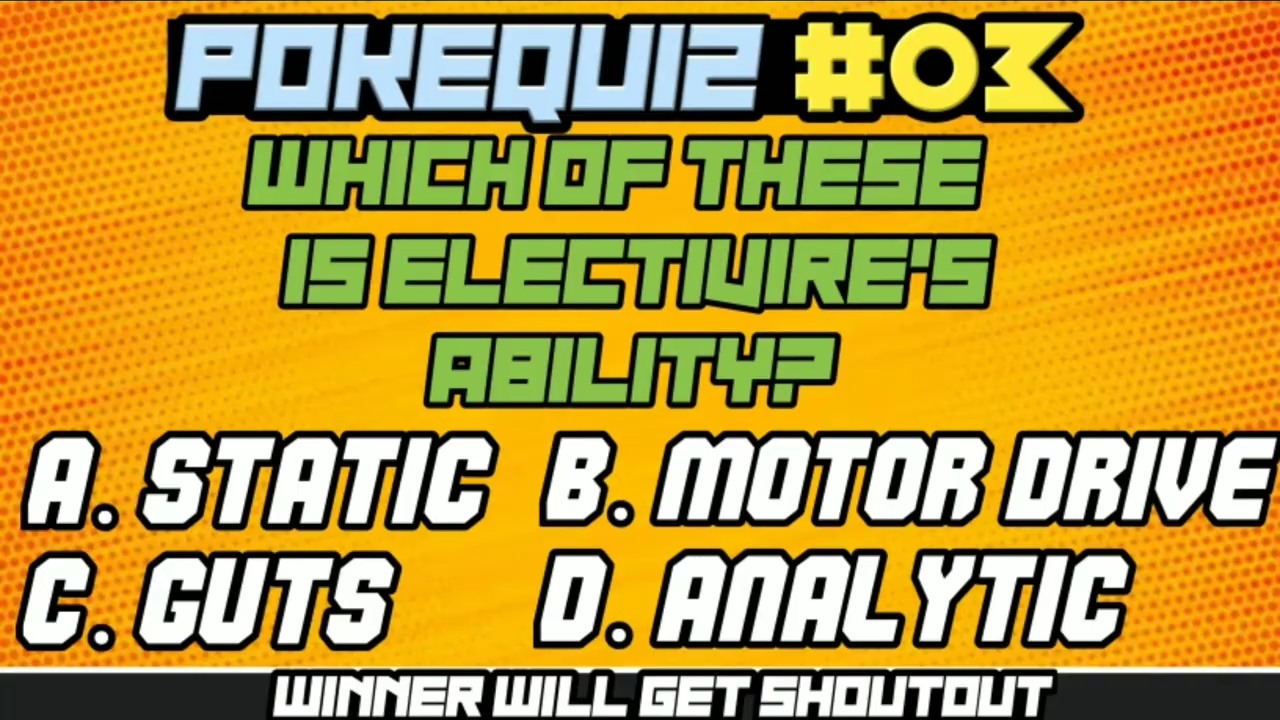 POKEQUIZ #03
WHICH OF THESE
IS ELECTIVIRE'S
ABILITY?
A. STATIC B. MOTOR DRIVE
C. GUTS D. ANALYTIC
WINNER WILL GET SHOUTOUT